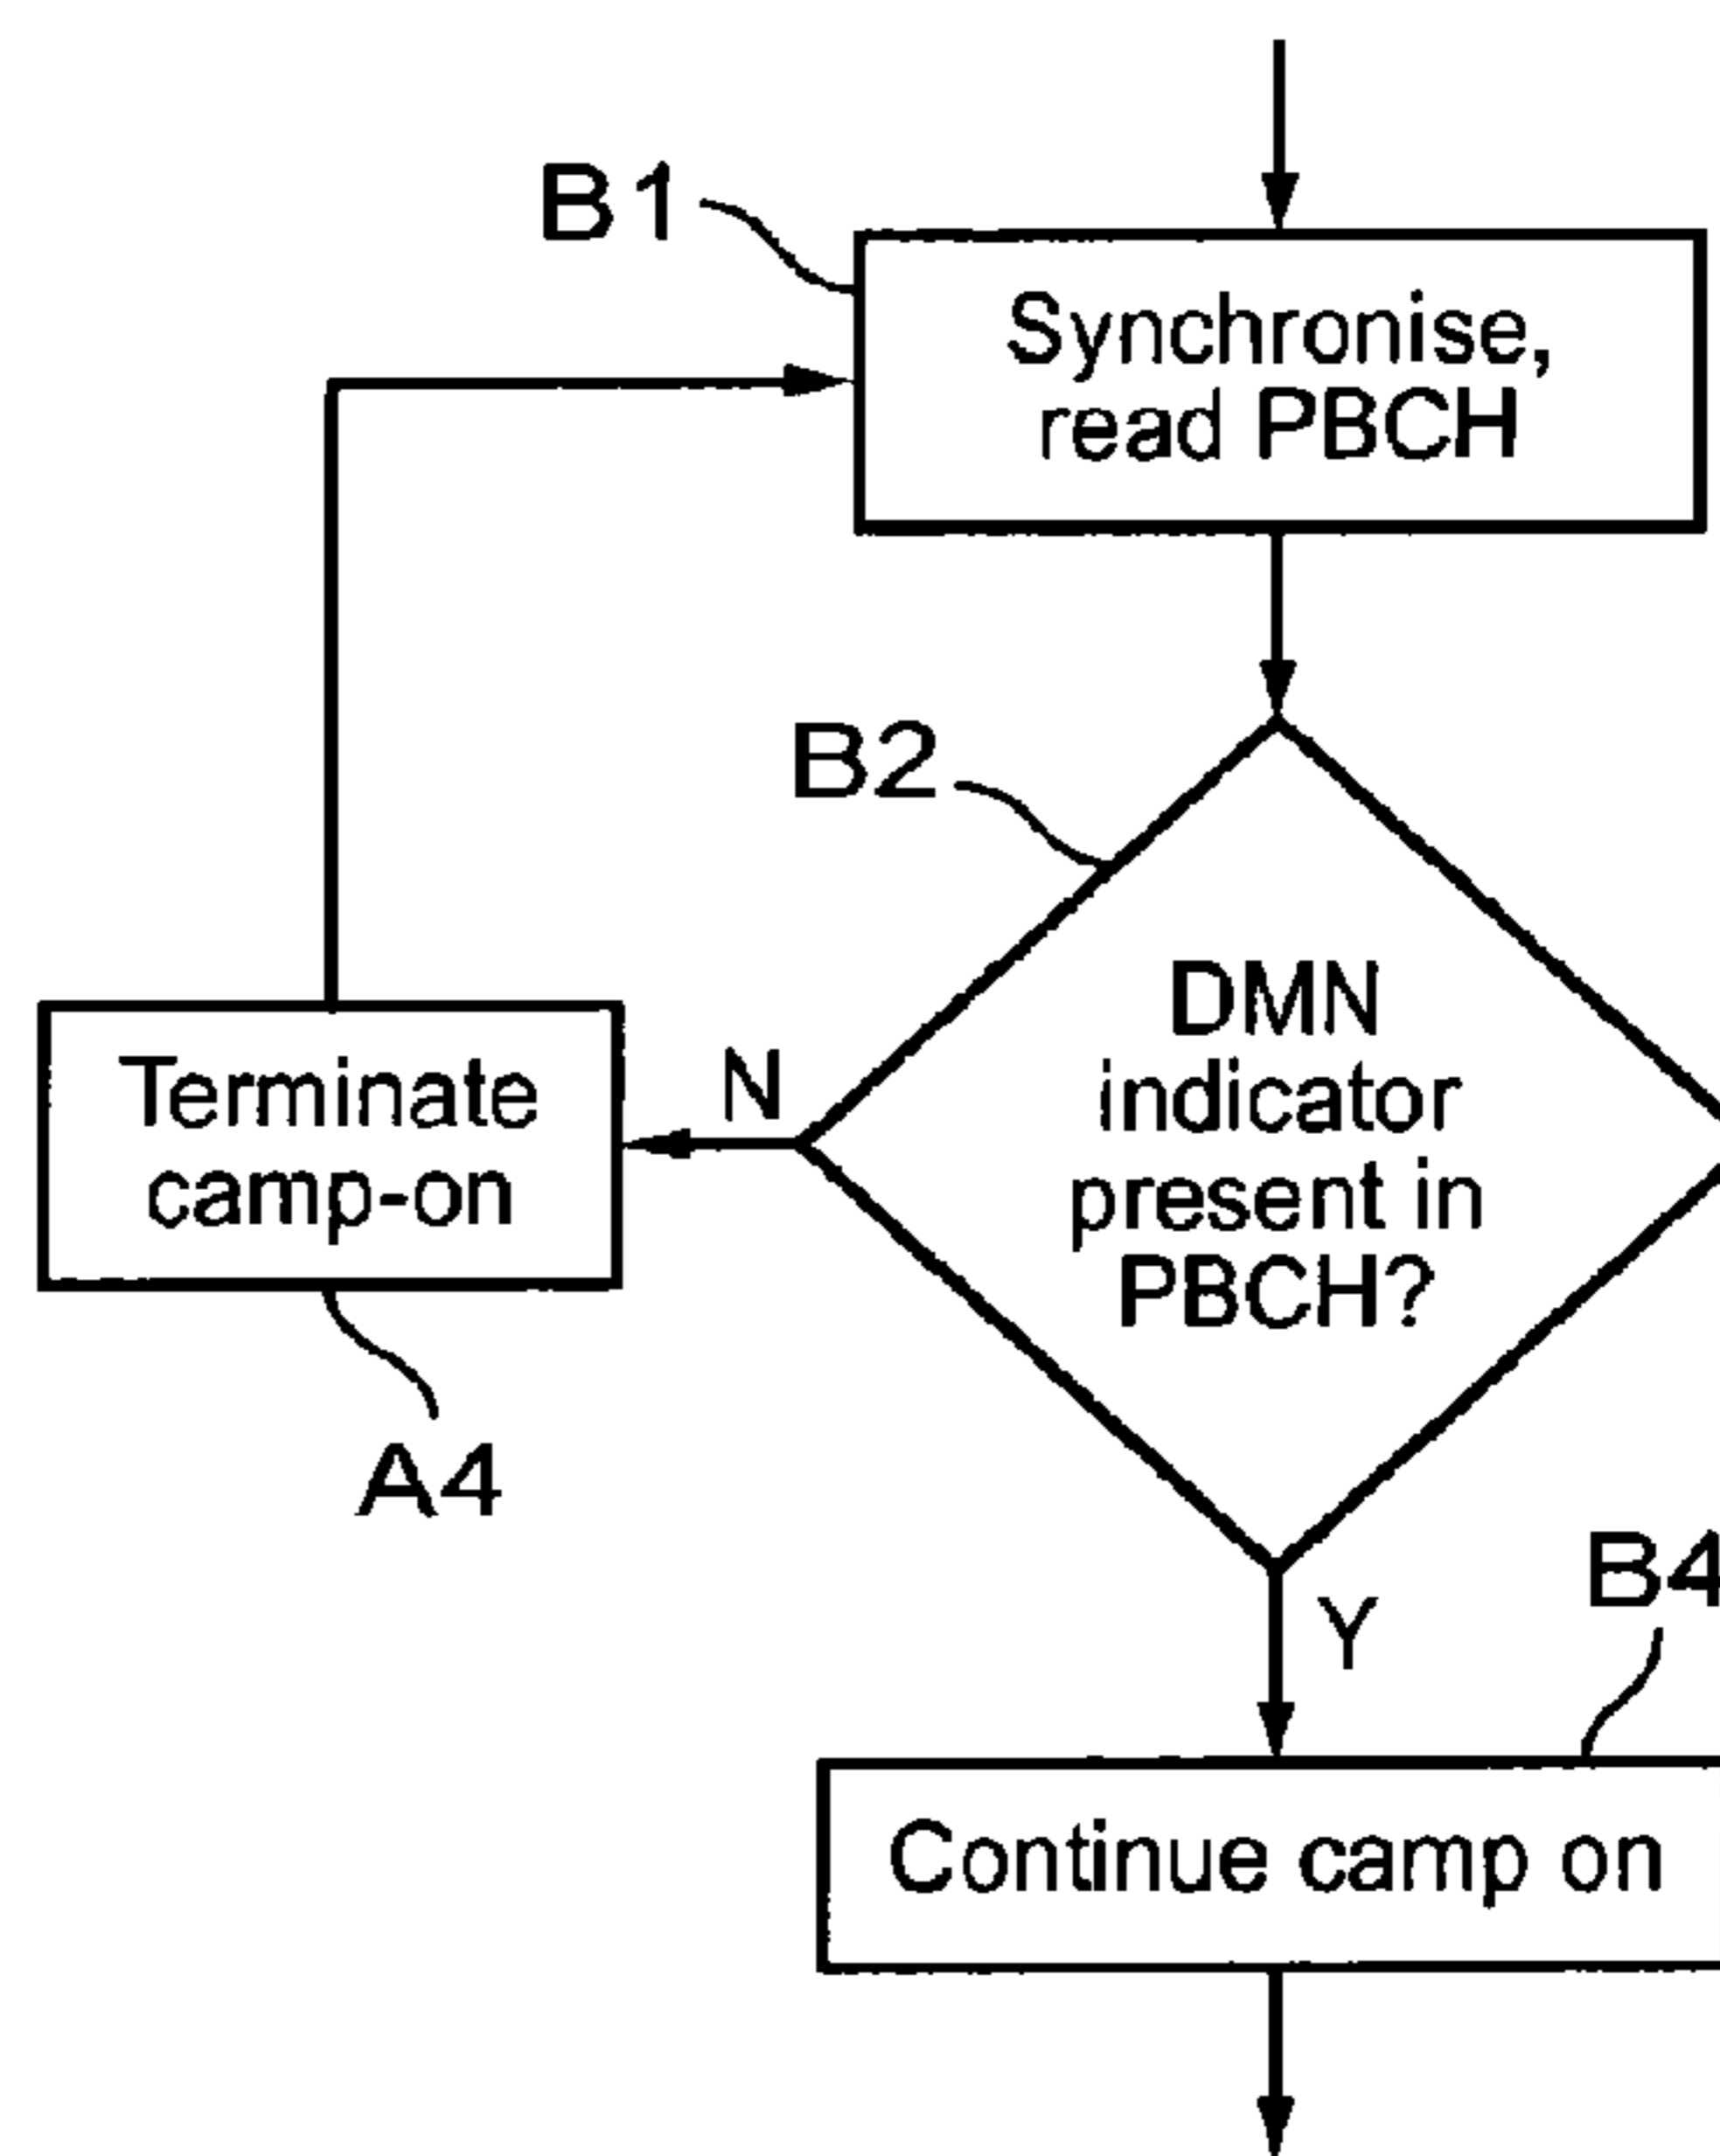 B1
Synchronise,
read PBCH
B2
DMN
indicator
present in
PBCH?
N
Terminate
camp-on
A4
Y
B4
Continue camp on